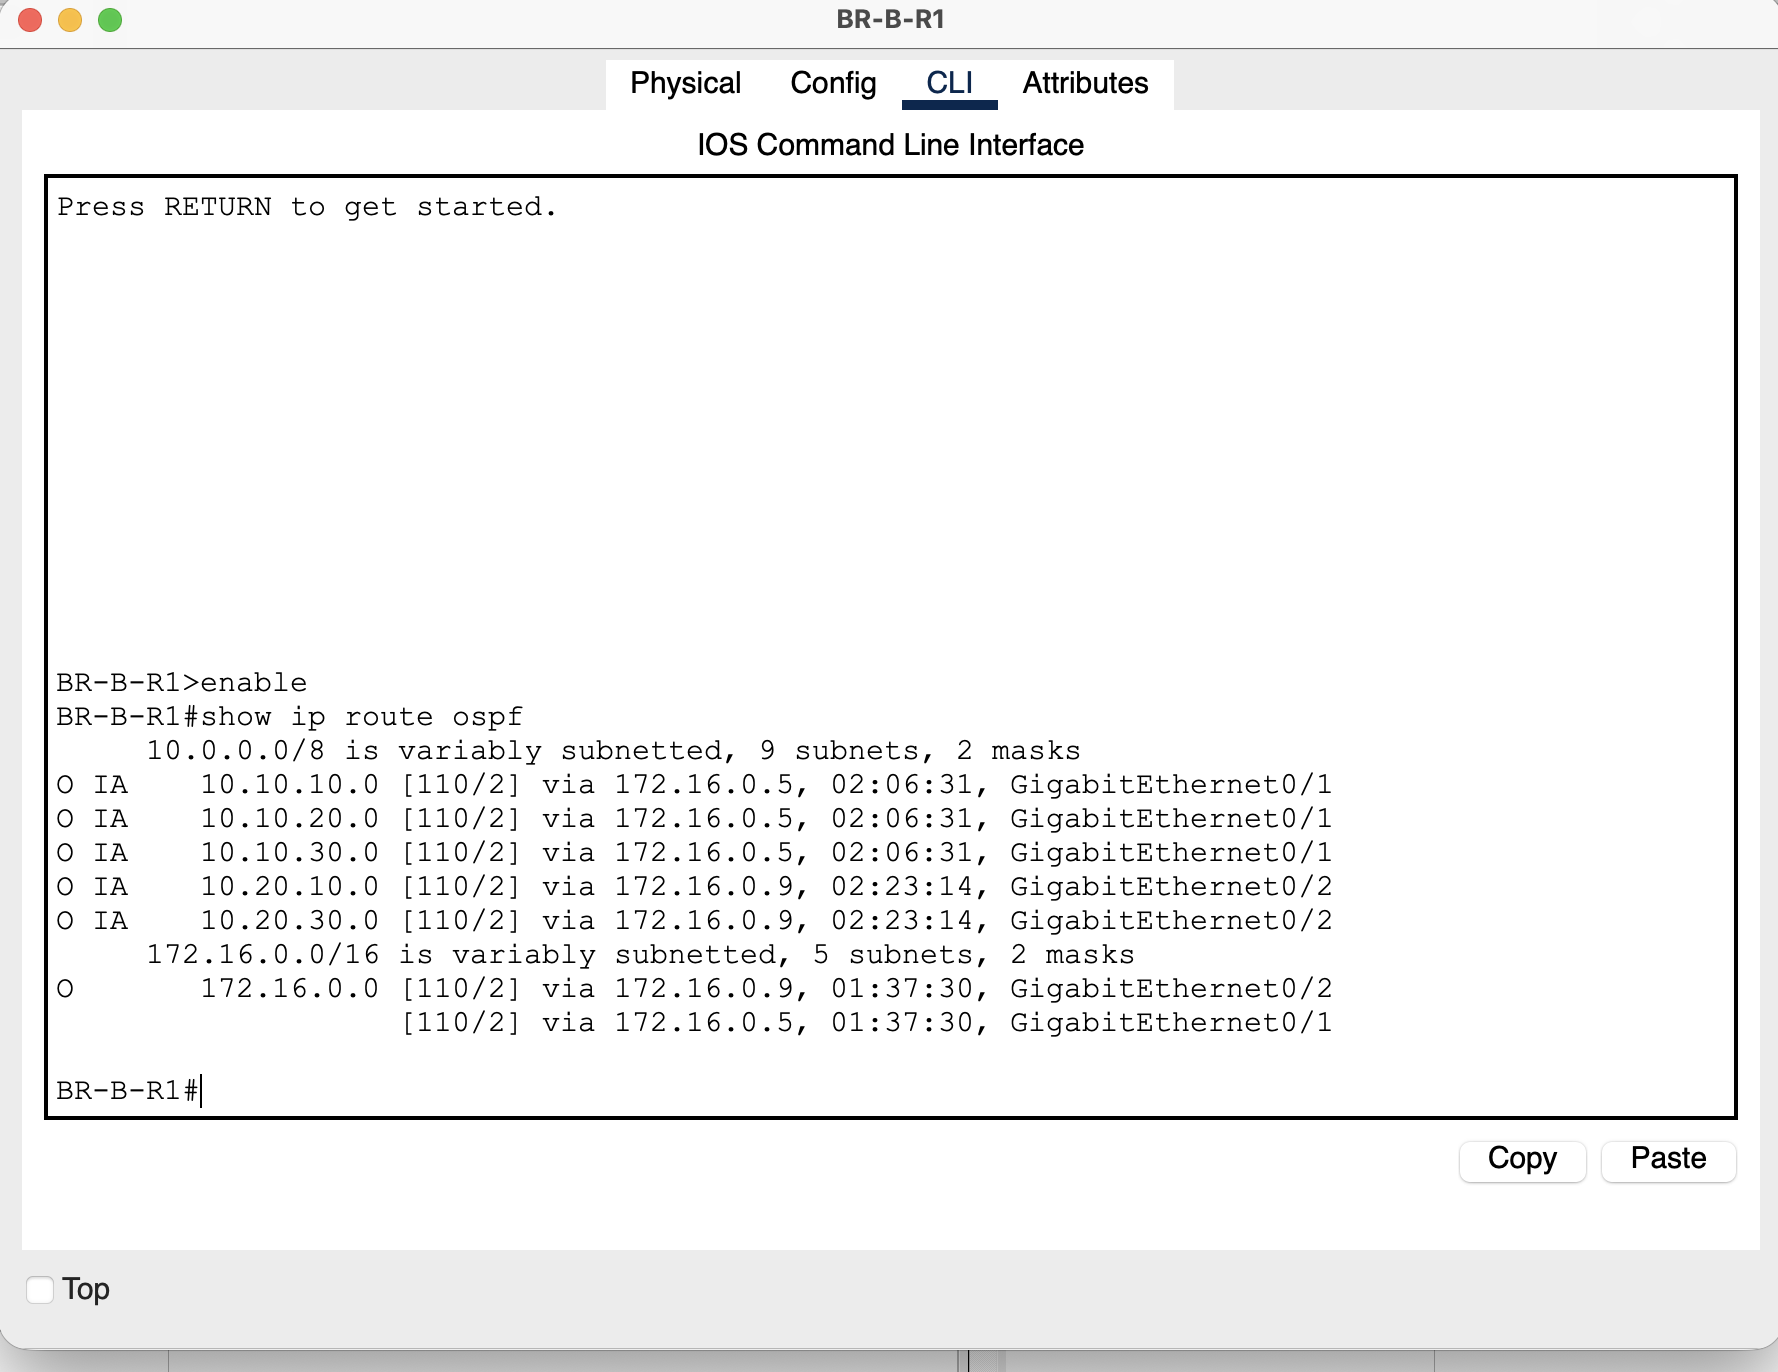 BR-B-R1
Physical Config CLI Attributes
IOS Command Line Interface
Press RETURN to get started.
BR-B-R1>enable
BR-B-R1#show ip route ospf
     10.0.0.0/8 is variably subnetted, 9 subnets, 2 masks
O IA    10.10.10.0 [110/2] via 172.16.0.5, 02:06:31, GigabitEthernet0/1
O IA    10.10.20.0 [110/2] via 172.16.0.5, 02:06:31, GigabitEthernet0/1
O IA    10.10.30.0 [110/2] via 172.16.0.5, 02:06:31, GigabitEthernet0/1
O IA    10.20.10.0 [110/2] via 172.16.0.9, 02:23:14, GigabitEthernet0/2
O IA    10.20.30.0 [110/2] via 172.16.0.9, 02:23:14, GigabitEthernet0/2
     172.16.0.0/16 is variably subnetted, 5 subnets, 2 masks
O       172.16.0.0 [110/2] via 172.16.0.9, 01:37:30, GigabitEthernet0/2
                   [110/2] via 172.16.0.5, 01:37:30, GigabitEthernet0/1
BR-B-R1#
Copy Paste
Top